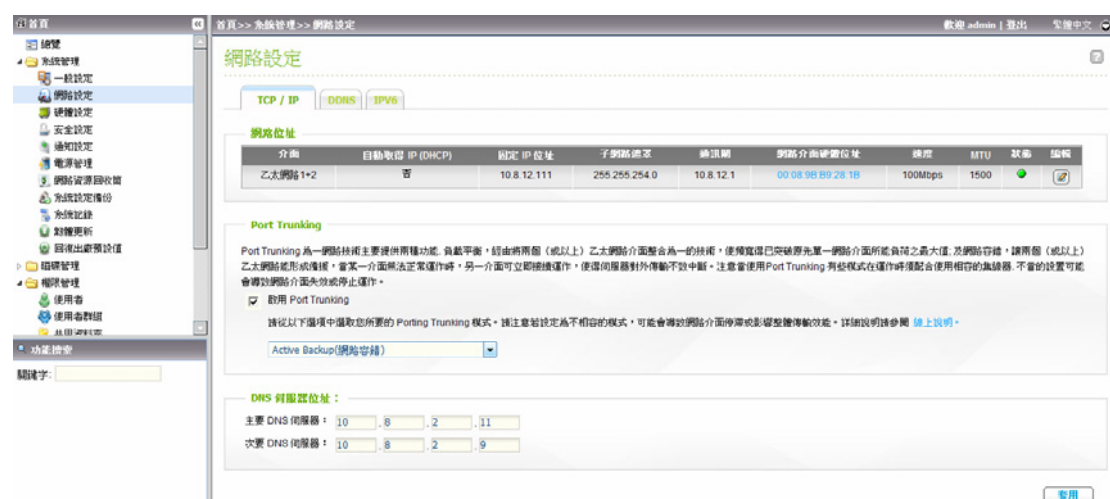 首頁
首頁>> 系統管理>> 網路設定
歡迎 admin | 登出
繁體中文
總覽
系統管理
一般設定
網路設定
硬體設定
安全設定
通知設定
電源管理
網路資源回收筒
系統設定備份
系統記錄
韌體更新
回復出廠預設值
磁碟管理
權限管理
使用者
使用者群組
共用資料夾
功能搜索
關鍵字:
網路設定
TCP / IP
DDNS
IPV6
網路位址
介面 自動取得 IP (DHCP) 固定 IP 位址 子網路遮罩 通訊閘 網路介面硬體位址 速度 MTU 狀態 編輯
乙太網路1+2 否 10.8.12.111 255.255.254.0 10.8.12.1 00:08:9B:B9:28:1B 100Mbps 1500
Port Trunking
Port Trunking 為一網路技術主要提供兩種功能. 負載平衡，經由將兩個（或以上）乙太網路介面整合為一的技術，使頻寬得已突破原先單一網路介面所能負荷之最大值; 及網路容錯，讓兩個（或以上）
乙太網路能形成備援，當某一介面無法正常運作時，另一介面可立即接續運作，使得伺服器對外傳輸不致中斷。注意當使用Port Trunking 有些模式在運作時須配合使用相容的集線器. 不當的設置可能
會導致網路介面失效或停止運作。
啟用 Port Trunking
請從以下選項中選取您所要的 Porting Trunking 模式。請注意若設定為不相容的模式，可能會導致網路介面停滯或影響整體傳輸效能。詳細說明請參閱 線上說明。
Active Backup(網路容錯)
DNS 伺服器位址：
主要 DNS 伺服器： 10 . 8 . 2 . 11
次要 DNS 伺服器： 10 . 8 . 2 . 9
套用